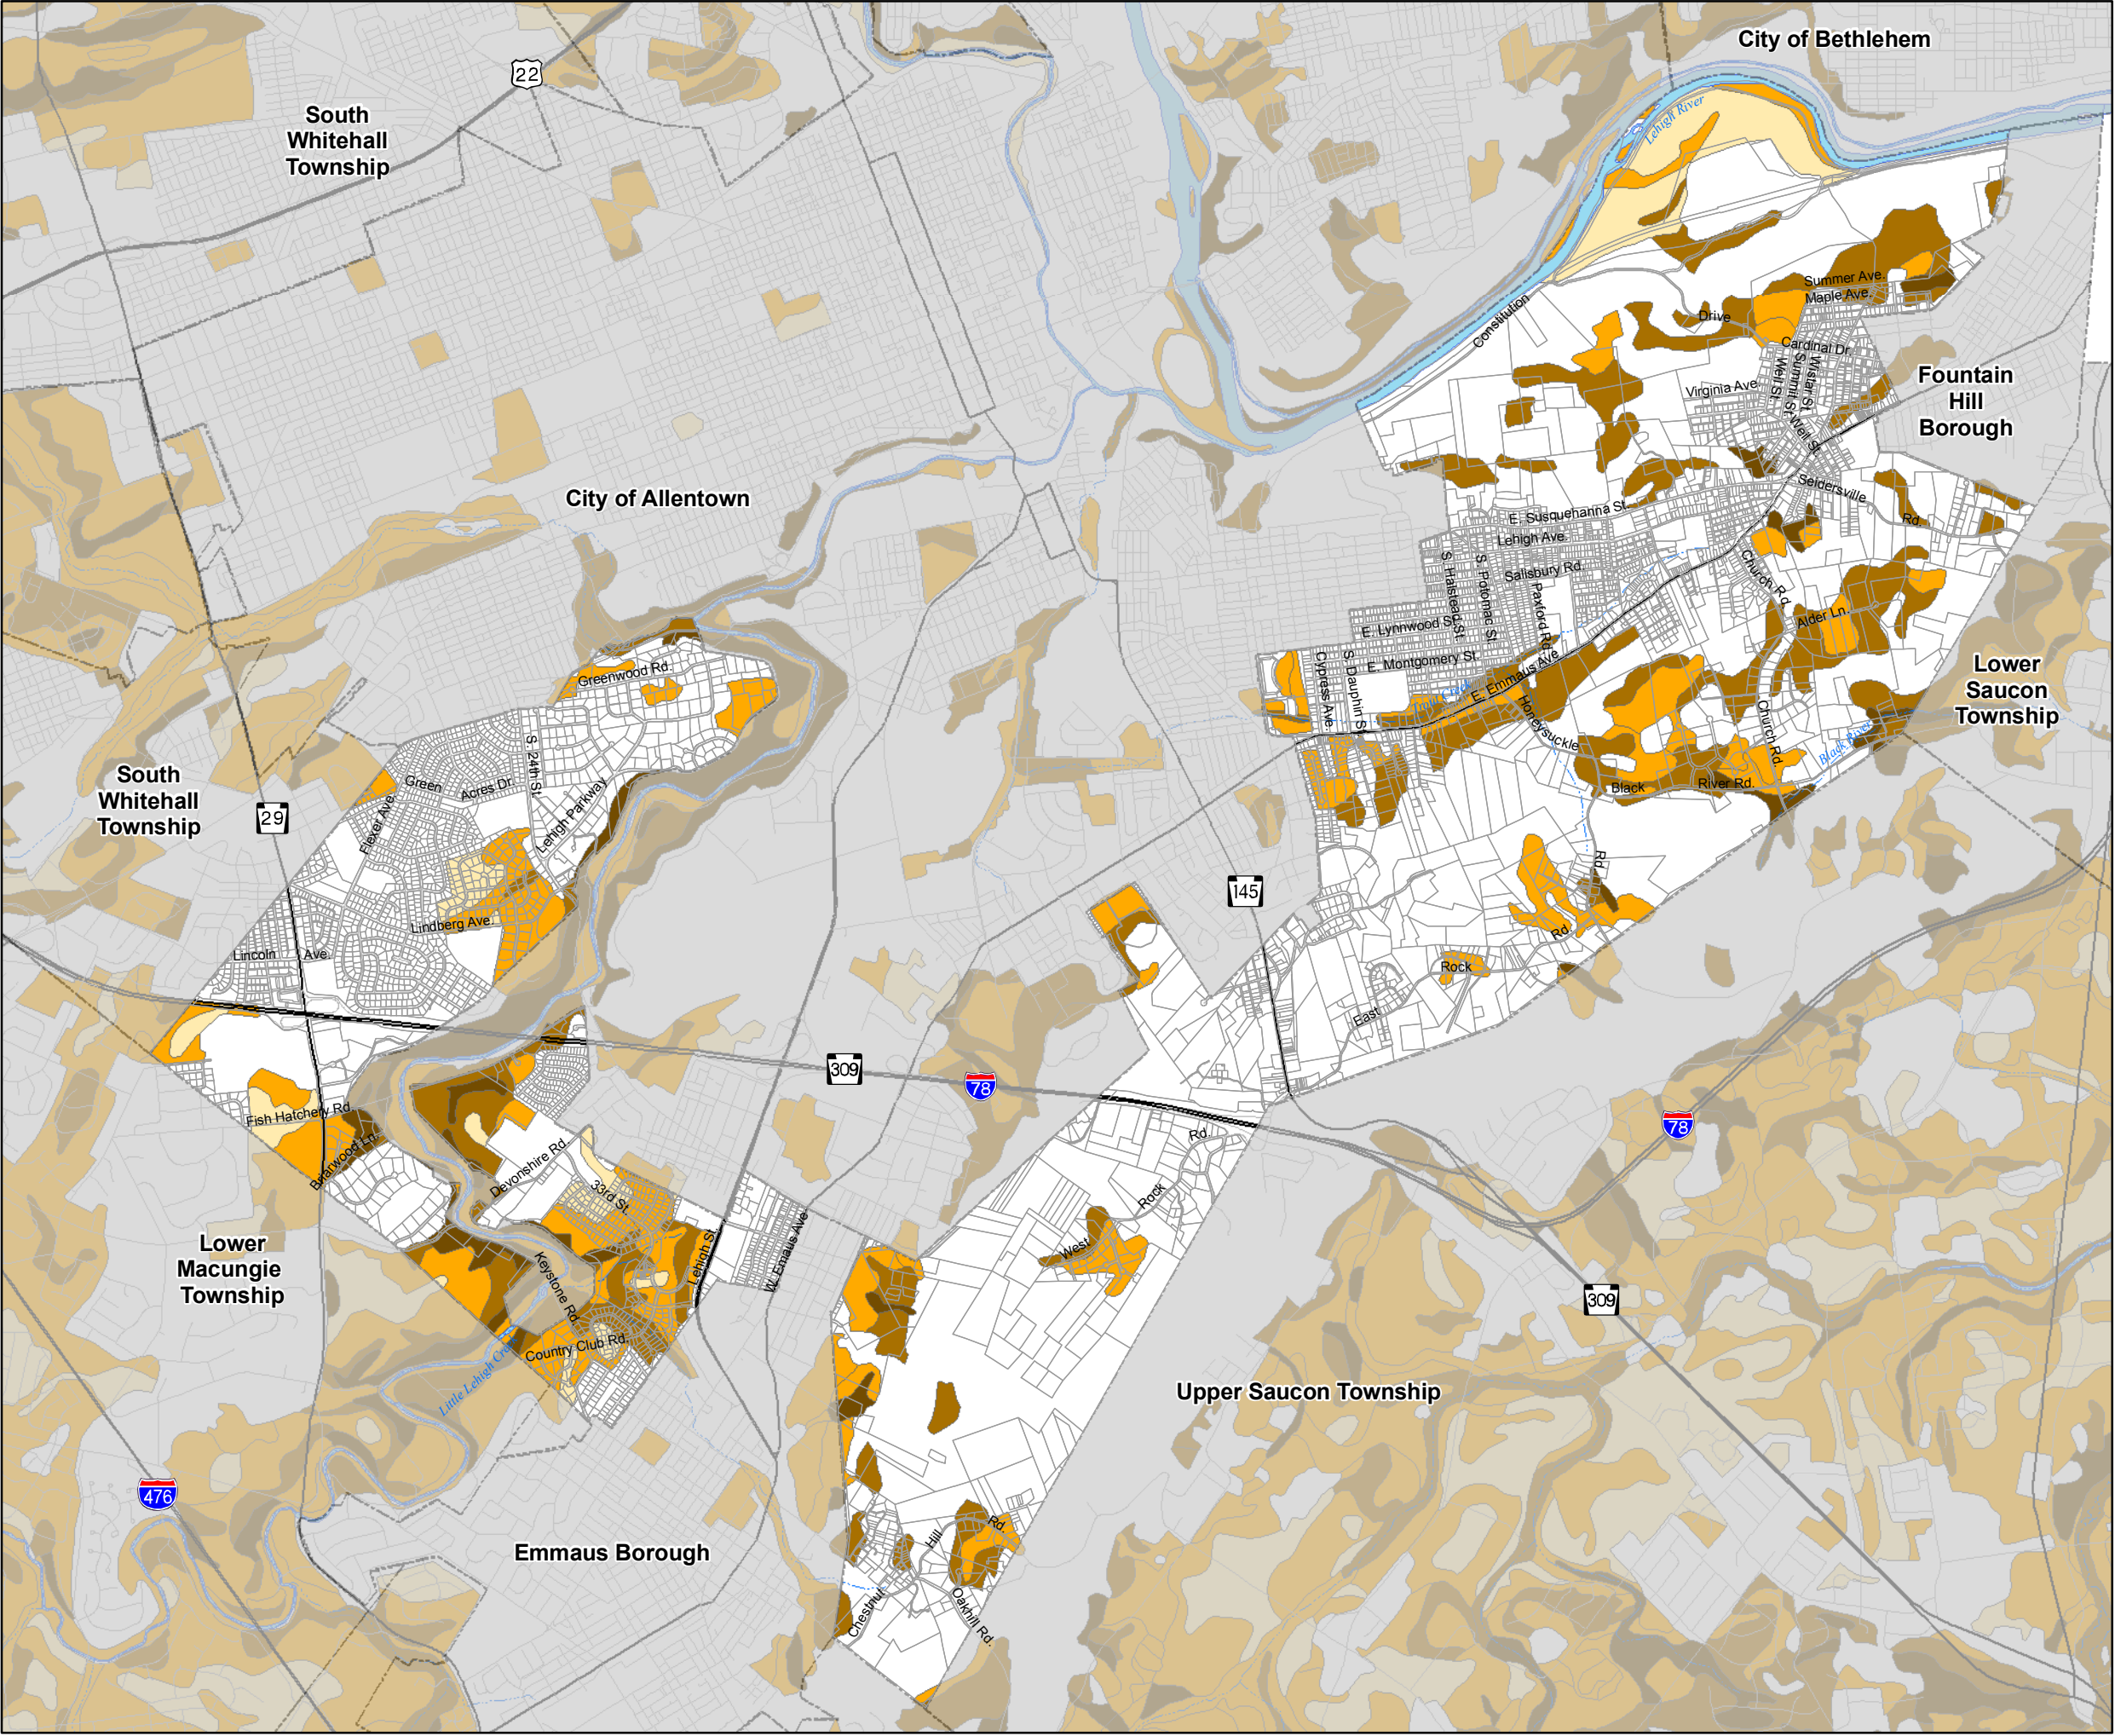 City of Bethlehem
22
South
Whitehall
Township
Lehigh River
Summer Ave.
Maple Ave.
Constitution
Drive
Cardinal Dr.
Virginia Ave.
Weil St.
Summit St.
Wistar St.
Weil St.
Fountain
Hill
Borough
City of Allentown
Seidersville
Rd.
E. Susquehanna St.
Lehigh Ave.
S. Halstead St.
S. Potomac St.
Salisbury Rd.
Paxford Rd.
Church Rd.
Alder Ln.
E. Lynnwood St.
E. Montgomery St.
Cypress Ave.
S. Dauphin St.
E. Emmaus Ave.
Trout Creek
Honeysuckle
Church Rd.
Black River
Lower
Saucon
Township
Greenwood Rd.
S. 24th St.
Green
Acres Dr.
Flexer Ave.
Lehigh Parkway
South
Whitehall
Township
29
Black
River Rd.
Rd.
145
Lindberg Ave.
Lincoln
Ave.
Rd.
Rock
East
309
78
78
Fish Hatchery Rd.
Briarwood Ln.
Devonshire Rd.
33rd St.
Rd.
Rock
West
Lehigh St.
W. Emaus Ave.
Keystone Rd.
Country Club Rd.
Little Lehigh Creek
Lower
Macungie
Township
309
Upper Saucon Township
476
Emmaus Borough
Rd.
Hill
Chestnut
Oakhill Rd.